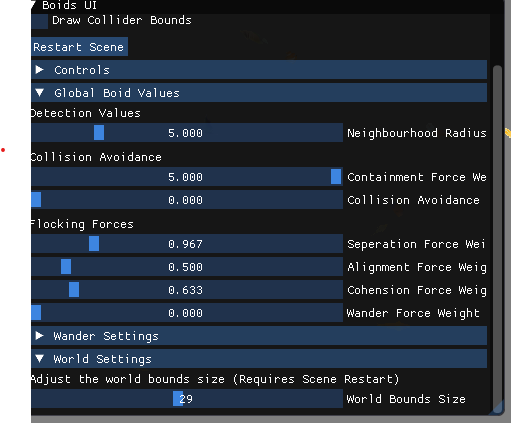 Boids UI
Draw Collider Bounds
Restart Scene
Controls
Global Boid Values
Detection Values
5.000 Neighbourhood Radius
Collision Avoidance
5.000 Containment Force We
0.000 Collision Avoidance
Flocking Forces
0.967 Seperation Force Wei
0.500 Alignment Force Weig
0.633 Cohension Force Weig
0.000 Wander Force Weight
Wander Settings
World Settings
Adjust the world bounds size (Requires Scene Restart)
29 World Bounds Size